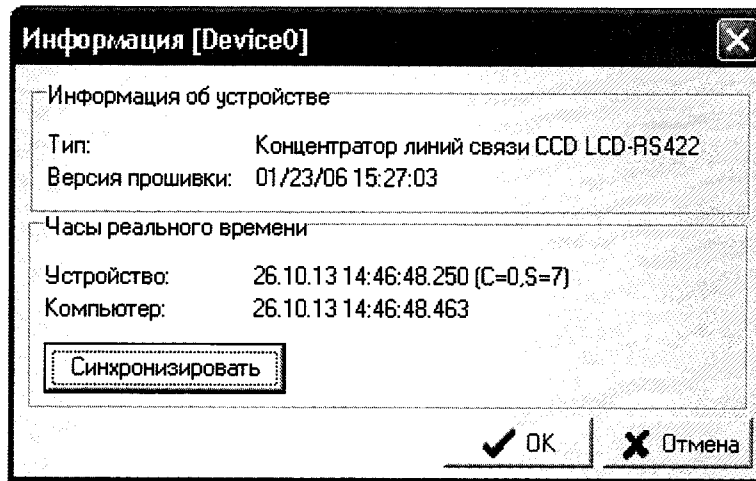 Информация [Device0]
Информация об устройстве
Тип: Концентратор линий связи CCD LCD-RS422
Версия прошивки: 01/23/06 15:27:03
Часы реального времени
Устройство: 26.10.13 14:46:48.250 (C=0,S=7)
Компьютер: 26.10.13 14:46:48.463
Синхронизировать
OK Отмена